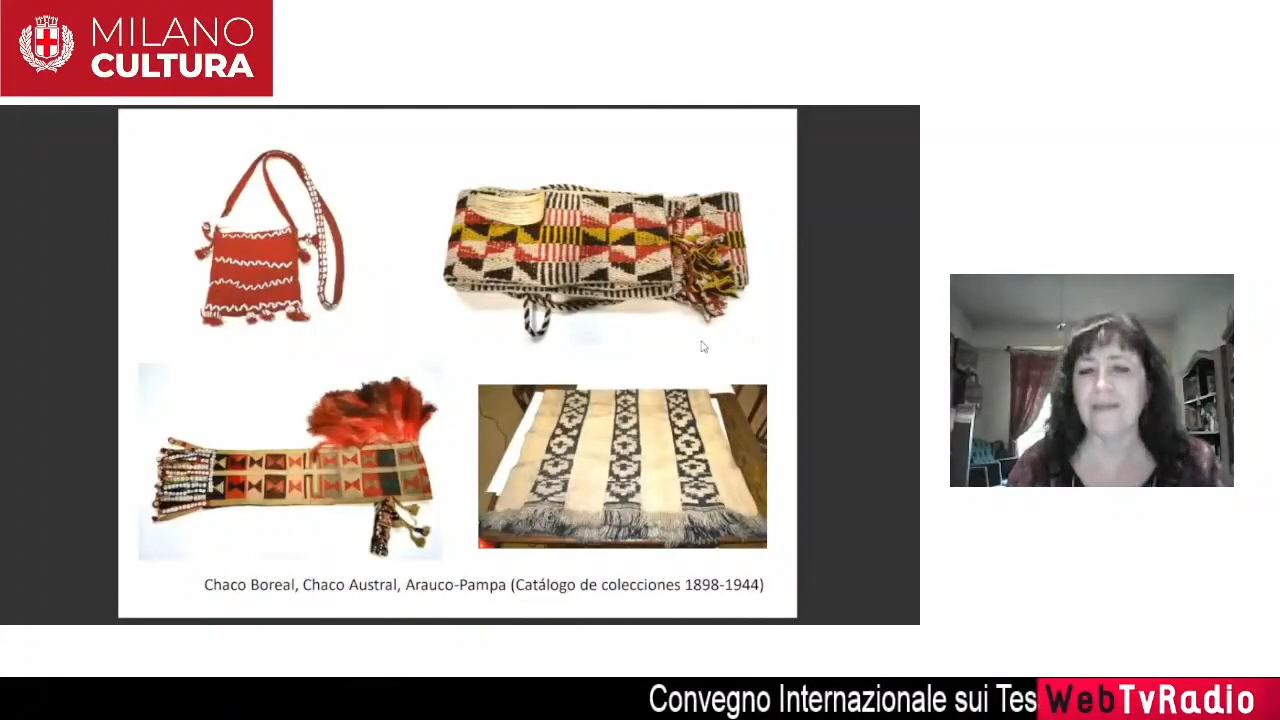 MILANO
CULTURA
Chaco Boreal, Chaco Austral, Arauco-Pampa (Catálogo de colecciones 1898-1944)
Convegno Internazionale sui Tes
WebTvRadio